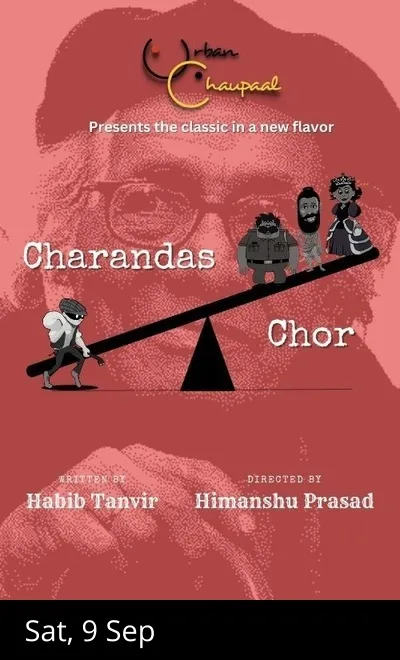 Urban
Chaupaal
Presents the classic in a new flavor
Charandas
Chor
WRITTEN BY
Habib Tanvir
DIRECTED BY
Himanshu Prasad
Sat, 9 Sep